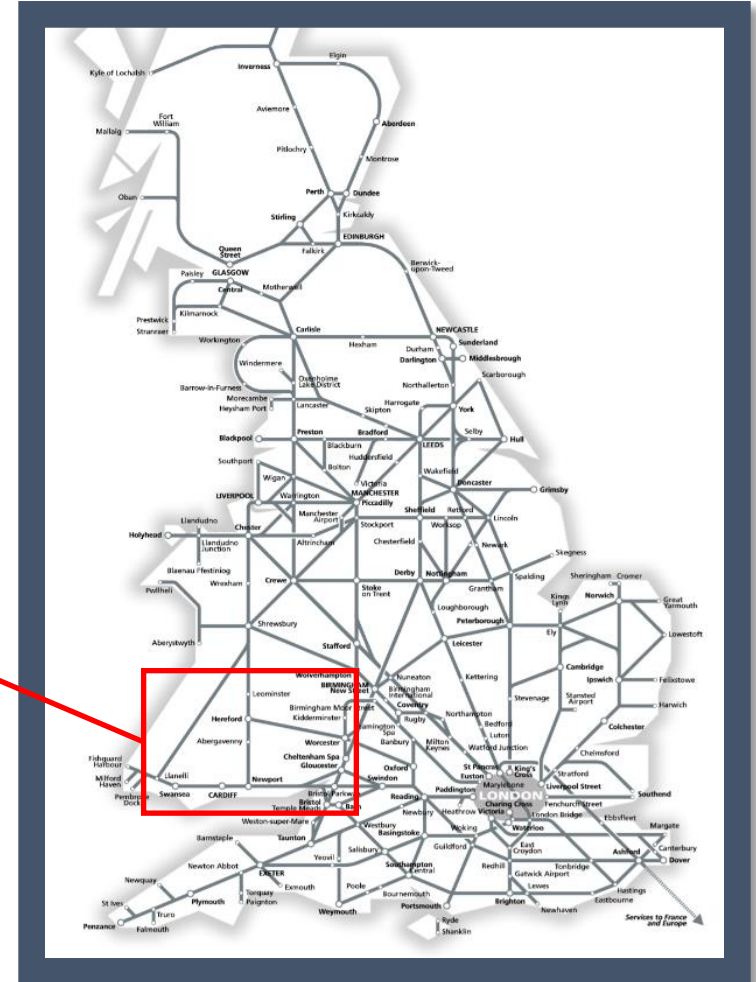 Elgin
Inverness
Kyle of Lochalsh
Aviemore
Fort
William
Aberdeen
Mallaig
Pitlochry
Montrose
Perth
Dundee
Oban
Stirling
Kirkcaldy
EDINBURGH
Queen
Street
Falkirk
Berwick-
upon-Tweed
Paisley
GLASGOW
Central
Motherwell
Prestwick
Kilmarnock
Stranraer
Carlisle
NEWCASTLE
Workington
Hexham
Durham
Sunderland
Darlington
Middlesbrough
Windermere
Scarborough
Oxenholme
Lake District
Northallerton
Barrow-in-Furness
Morecambe
Lancaster
Harrogate
Heysham Port
Skipton
York
Blackpool
Preston
Bradford
LEEDS
Selby
Hull
Blackburn
Southport
Huddersfield
Bolton
Wakefield
Wigan
Victoria
Doncaster
LIVERPOOL
Warrington
MANCHESTER
Piccadilly
Grimsby
Manchester
Airport
Sheffield
Retford
Llandudno
Stockport
Worksop
Lincoln
Holyhead
Chester
Llandudno
Junction
Altrincham
Chesterfield
Newark
Skegness
Blaenau Ffestiniog
Derby
Nottingham
Pwllheli
Wrexham
Crewe
Stoke
on Trent
Grantham
Spalding
Sheringham
Cromer
Kings
Lynn
Norwich
Great
Yarmouth
Loughborough
Peterborough
Shrewsbury
Ely
Lowestoft
Aberystwyth
Stafford
Leicester
Wolverhampton
Nuneaton
Kettering
Cambridge
BIRMINGHAM
New Street
Birmingham
International
Ipswich
Felixstowe
Leominster
Birmingham Moor Street
Coventry
Stevenage
Stansted
Airport
Harwich
Hereford
Kidderminster
Rugby
Northampton
Leamington
Spa
Bedford
Colchester
Abergavenny
Worcester
Banbury
Milton
Keynes
Luton
Watford Junction
Chelmsford
Fishguard
Harbour
Cheltenham Spa
Gloucester
Oxford
St Pancras
King's
Cross
Milford
Haven
Llanelli
Newport
Swindon
Euston
Stratford
Pembroke
Dock
Swansea
CARDIFF
Bristol Parkway
Reading
Paddington
Marylebone
LONDON
Liverpool Street
Southend
Bristol
Temple Meads
Bath
Newbury
Heathrow
Victoria
Charing Cross
Fenchurch Street
London Bridge
Ebbsfleet
Weston-super-Mare
Westbury
Basingstoke
Woking
Waterloo
Margate
Barnstaple
Taunton
Salisbury
Guildford
East
Croydon
Canterbury
Newton Abbot
Yeovil
Southampton
Central
Redhill
Gatwick Airport
Tonbridge
Ashford
Dover
Newquay
EXETER
Exmouth
Poole
Bournemouth
Lewes
Hastings
St Ives
Plymouth
Torquay
Paignton
Weymouth
Portsmouth
Brighton
Newhaven
Eastbourne
Truro
Penzance
Falmouth
Ryde
Shanklin
Services to France
and Europe